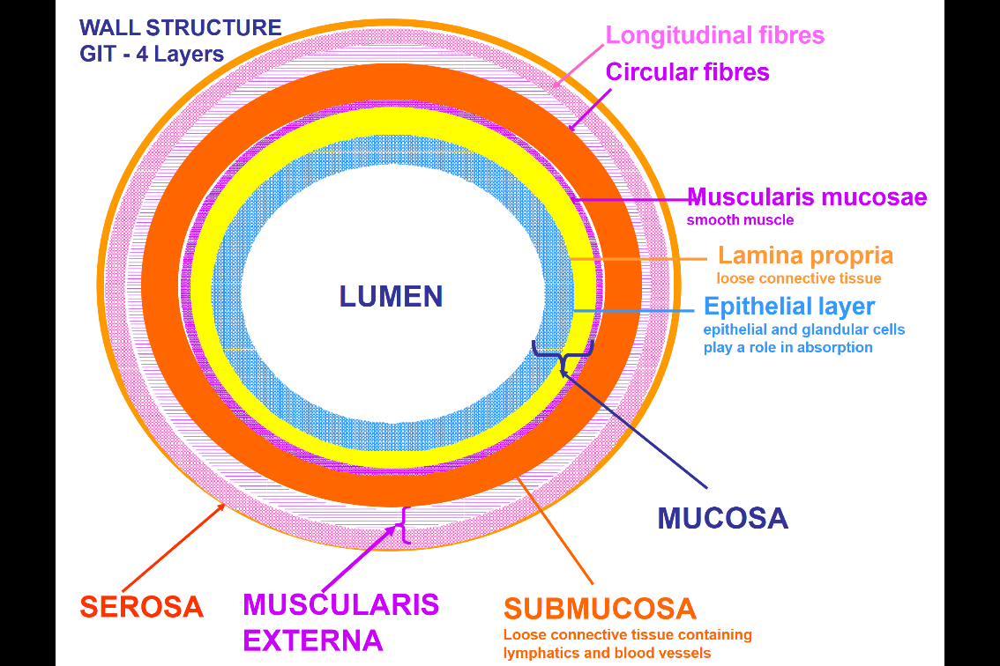 WALL STRUCTURE
GIT - 4 Layers
Longitudinal fibres
Circular fibres
Muscularis mucosae
smooth muscle
Lamina propria
loose connective tissue
LUMEN
Epithelial layer
epithelial and glandular cells
play a role in absorption
MUCOSA
SEROSA
MUSCULARIS
EXTERNA
SUBMUCOSA
Loose connective tissue containing
lymphatics and blood vessels